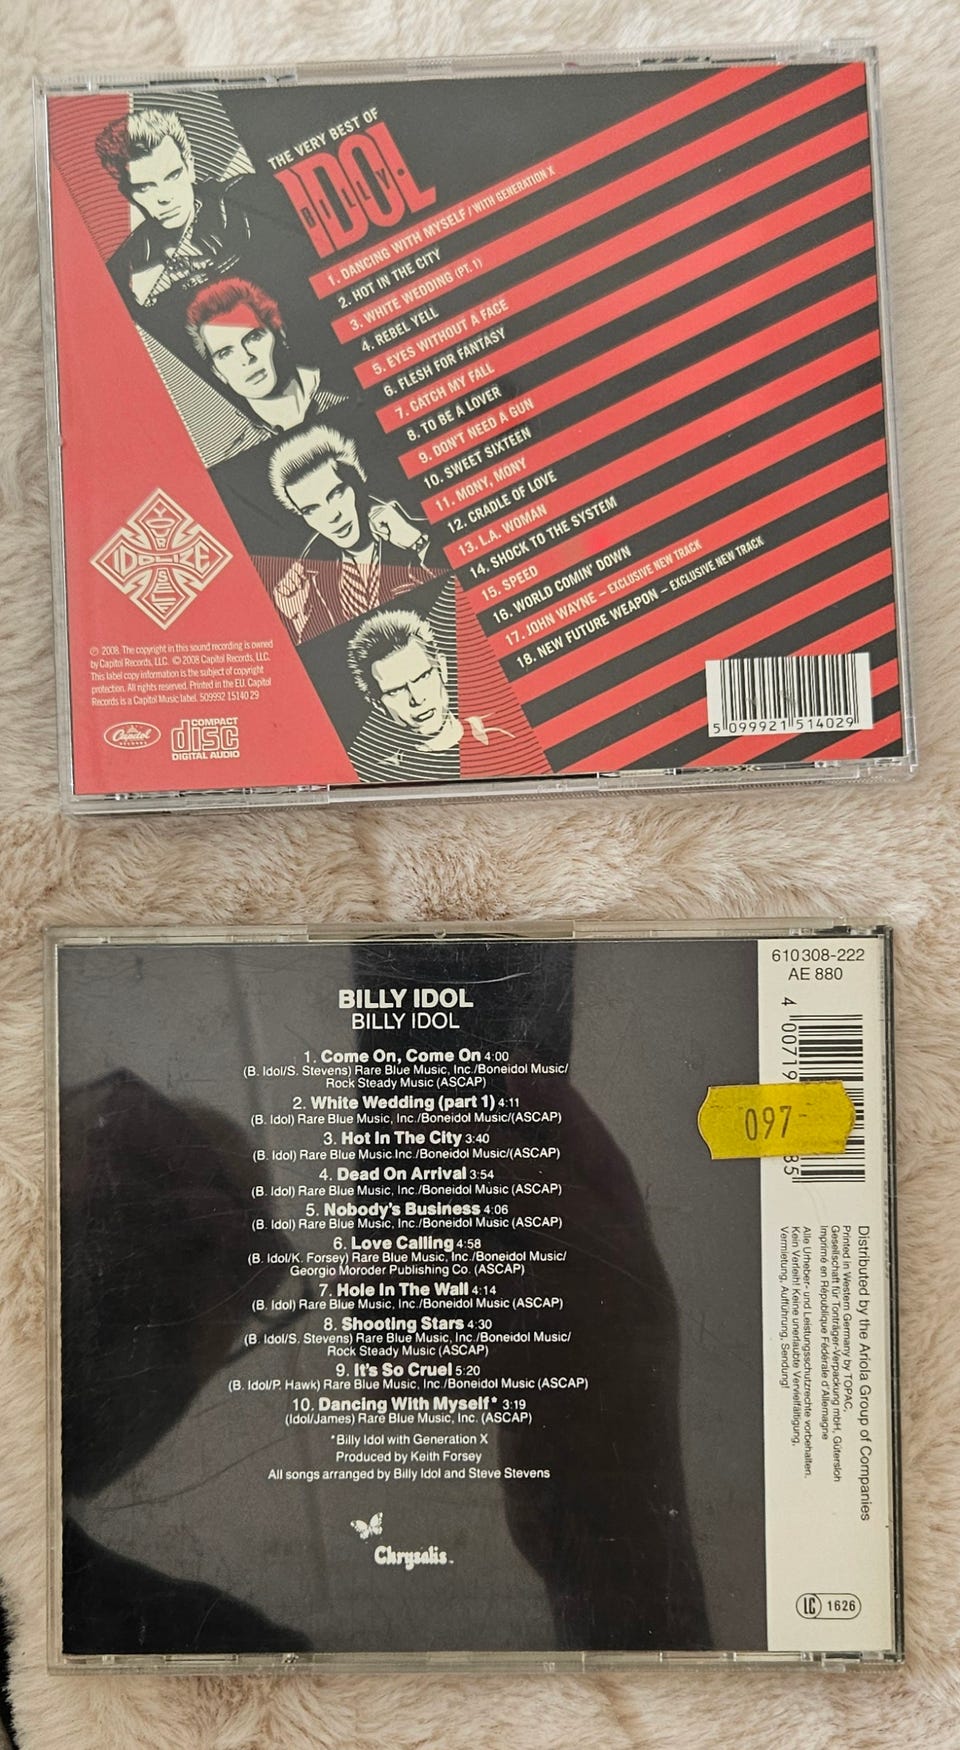 THE VERY BEST OF
BILLY IDOL
1. DANCING WITH MYSELF / WITH GENERATION X
2. HOT IN THE CITY
3. WHITE WEDDING (PT. 1)
4. REBEL YELL
5. EYES WITHOUT A FACE
6. FLESH FOR FANTASY
7. CATCH MY FALL
8. TO BE A LOVER
9. DON'T NEED A GUN
10. SWEET SIXTEEN
11. MONY, MONY
12. CRADLE OF LOVE
13. L.A. WOMAN
14. SHOCK TO THE SYSTEM
15. SPEED
16. WORLD COMIN' DOWN
17. JOHN WAYNE – EXCLUSIVE NEW TRACK
18. NEW FUTURE WEAPON – EXCLUSIVE NEW TRACK
YOUR
IDOLIZE
SELF
℗ 2008. The copyright in this sound recording is owned
by Capitol Records, LLC. © 2008 Capitol Records, LLC.
This label copy information is the subject of copyright
protection. All rights reserved. Printed in the EU. Capitol
Records is a Capitol Music label. 509992 15140 29
Capitol
RECORDS
COMPACT
disc
DIGITAL AUDIO
5 099921 514029
BILLY IDOL
BILLY IDOL
1. Come On, Come On 4:00
(B. Idol/S. Stevens) Rare Blue Music, Inc./Boneidol Music/
Rock Steady Music (ASCAP)
2. White Wedding (part 1) 4:11
(B. Idol) Rare Blue Music, Inc./Boneidol Music/(ASCAP)
3. Hot In The City 3:40
(B. Idol) Rare Blue Music Inc./Boneidol Music/(ASCAP)
4. Dead On Arrival 3:54
(B. Idol) Rare Blue Music, Inc./Boneidol Music (ASCAP)
5. Nobody's Business 4:06
(B. Idol) Rare Blue Music, Inc./Boneidol Music (ASCAP)
6. Love Calling 4:58
(B. Idol/K. Forsey) Rare Blue Music, Inc./Boneidol Music/
Georgio Moroder Publishing Co. (ASCAP)
7. Hole In The Wall 4:14
(B. Idol) Rare Blue Music, Inc./Boneidol Music (ASCAP)
8. Shooting Stars 4:30
(B. Idol/S. Stevens) Rare Blue Music, Inc./Boneidol Music/
Rock Steady Music (ASCAP)
9. It's So Cruel 5:20
(B. Idol/P. Hawk) Rare Blue Music, Inc./Boneidol Music (ASCAP)
10. Dancing With Myself* 3:19
(Idol/James) Rare Blue Music, Inc. (ASCAP)
*Billy Idol with Generation X
Produced by Keith Forsey
All songs arranged by Billy Idol and Steve Stevens
Chrysalis
610 308-222
AE 880
4 00719
85
097-
Distributed by the Ariola Group of Companies
Printed in Western Germany by TOPAC,
Gesellschaft für Tonträger-Verpackung mbH, Gütersloh
Imprimé en République Fédérale d'Allemagne
Alle Urheber- und Leistungsschutzrechte vorbehalten.
Kein Verleih! Keine unerlaubte Vervielfältigung,
Vermietung, Aufführung, Sendung!
LC 1626